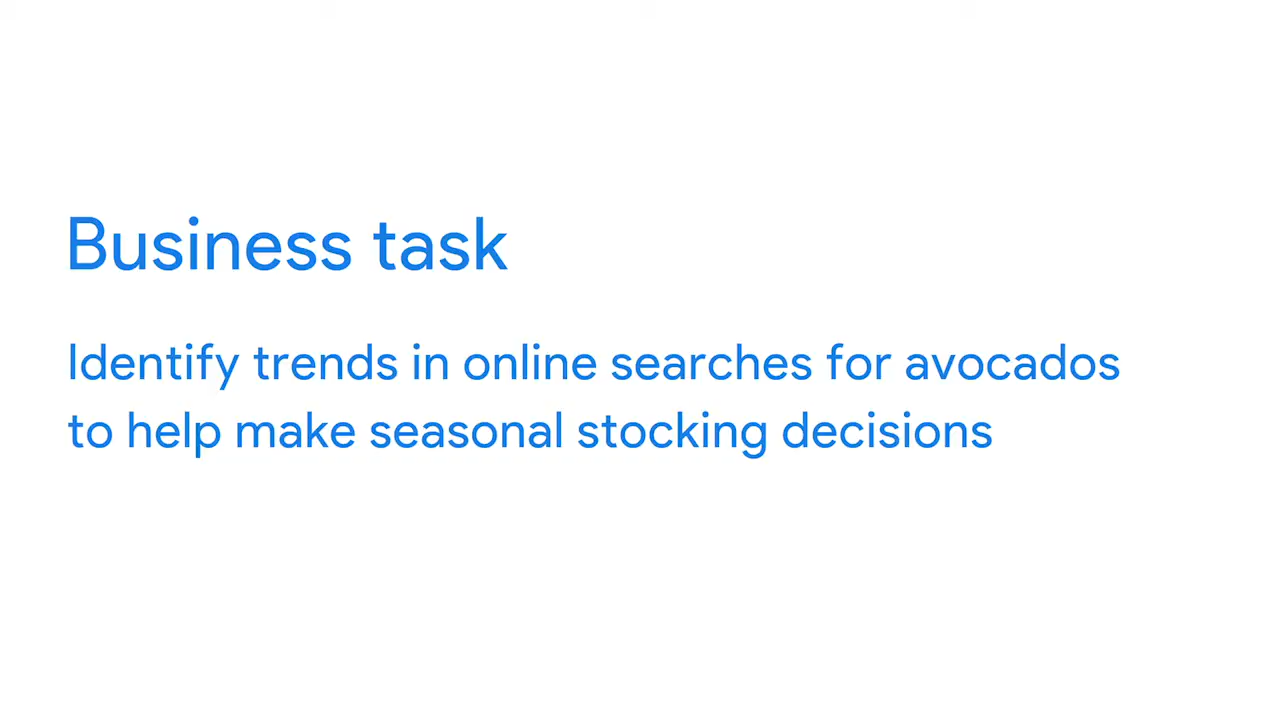 Business task
Identify trends in online searches for avocados
to help make seasonal stocking decisions